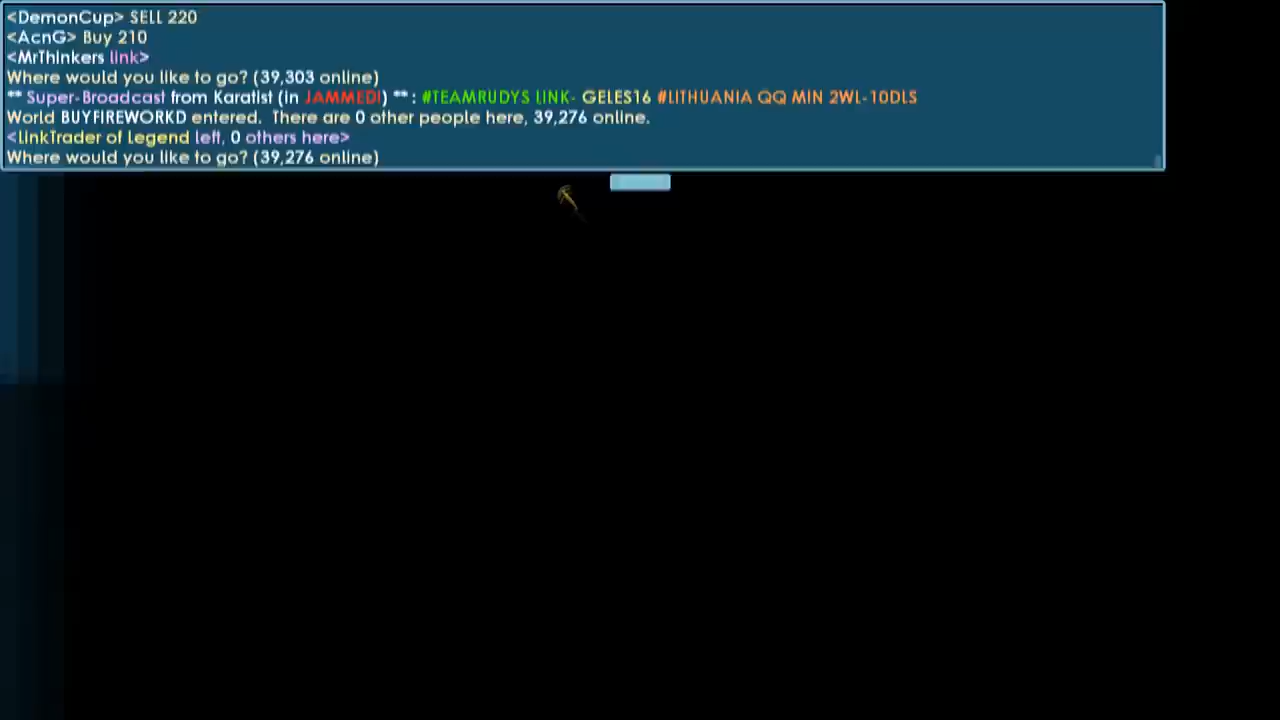 <DemonCup> SELL 220
<AcnG> Buy 210
<MrThinkers link>
Where would you like to go? (39,303 online)
** Super-Broadcast from Karatist (in JAMMED!) ** : #TEAMRUDYS LINK- GELES16 #LITHUANIA QQ MIN 2WL-10DLS
World BUYFIREWORKD entered.  There are 0 other people here, 39,276 online.
<LinkTrader of Legend left, 0 others here>
Where would you like to go? (39,276 online)